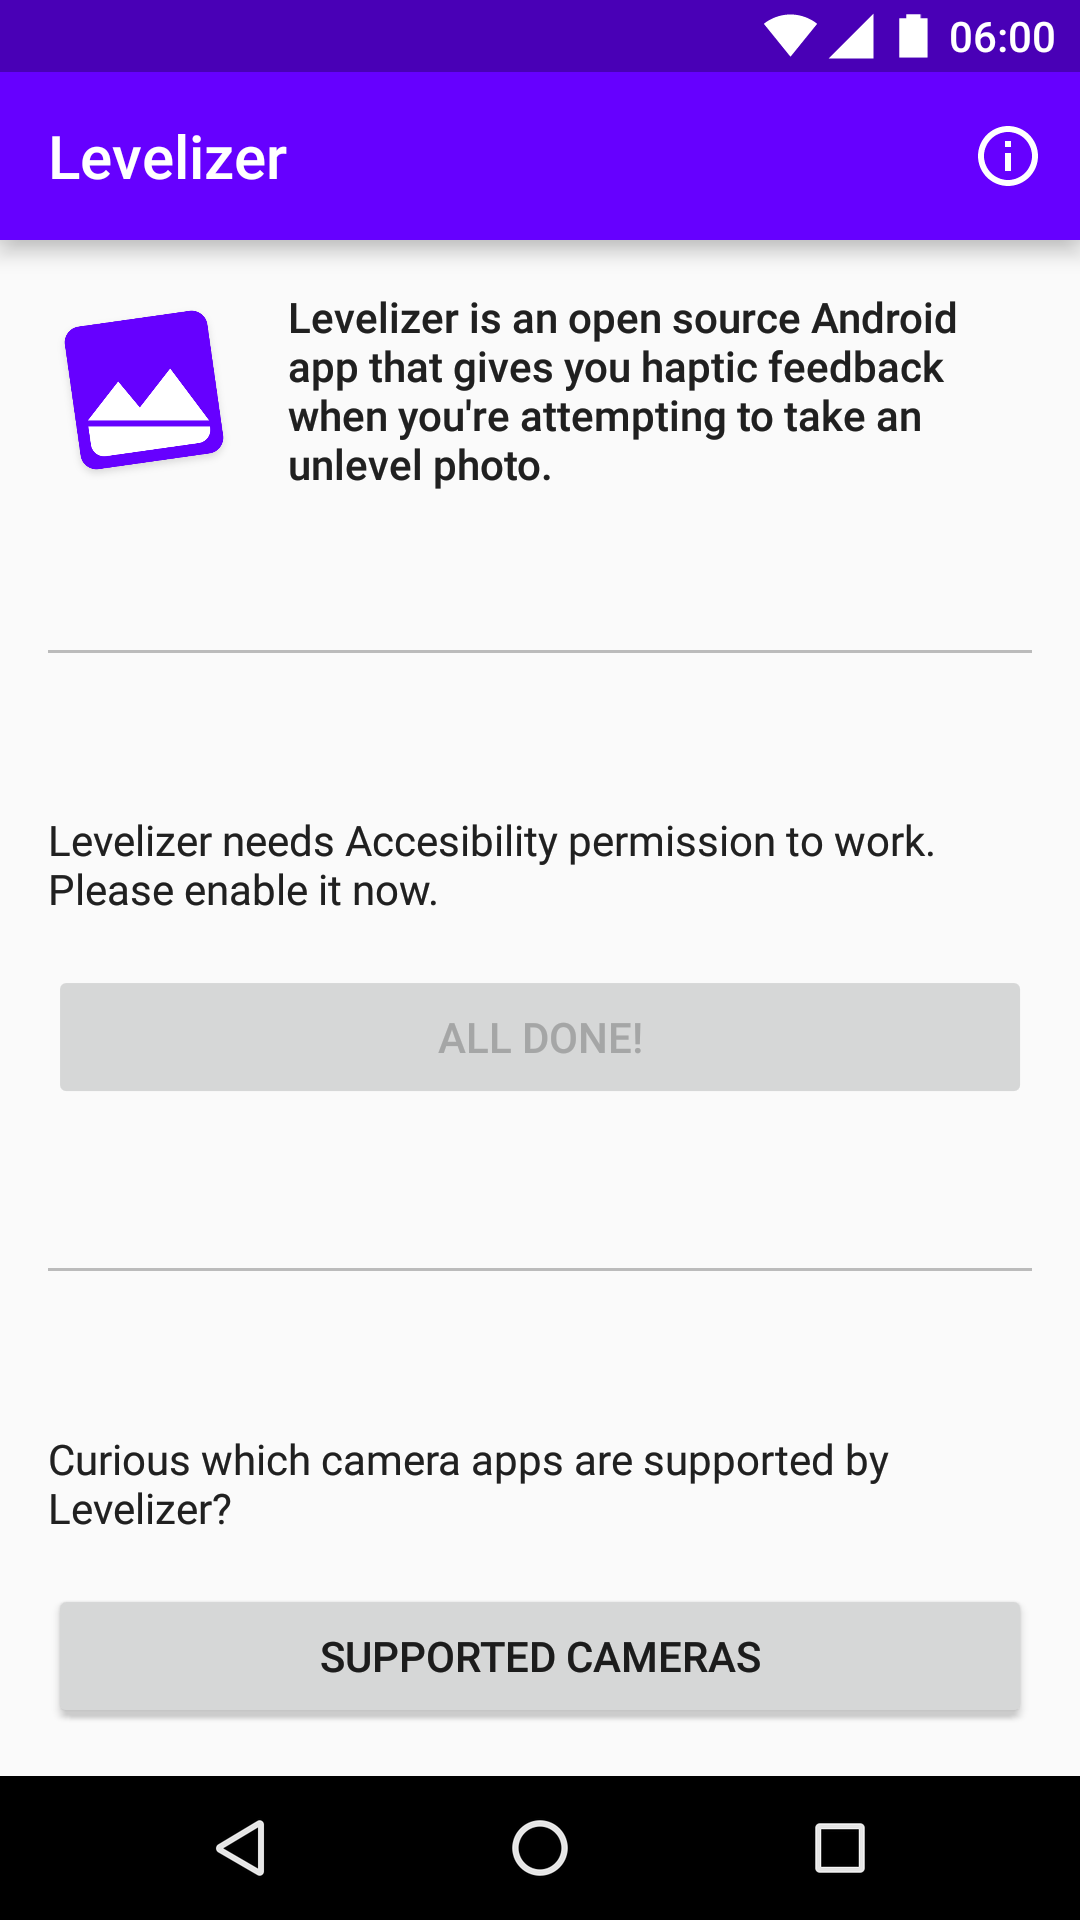 06:00
Levelizer
Levelizer is an open source Android
app that gives you haptic feedback
when you're attempting to take an
unlevel photo.
Levelizer needs Accesibility permission to work.
Please enable it now.
ALL DONE!
Curious which camera apps are supported by
Levelizer?
SUPPORTED CAMERAS